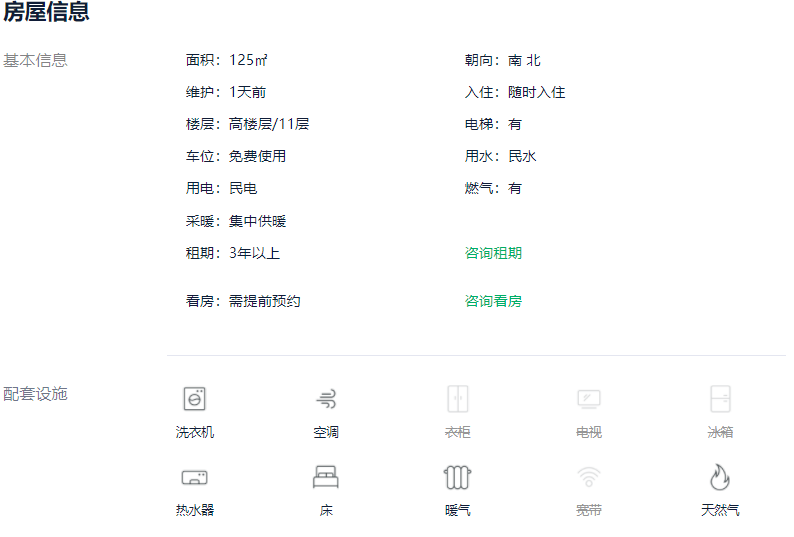 房屋信息
基本信息
面积：125㎡ 朝向：南 北
维护：1天前 入住：随时入住
楼层：高楼层/11层 电梯：有
车位：免费使用 用水：民水
用电：民电 燃气：有
采暖：集中供暖
租期：3年以上 咨询租期
看房：需提前预约 咨询看房
配套设施
洗衣机 空调 衣柜 电视 冰箱
热水器 床 暖气 宽带 天然气